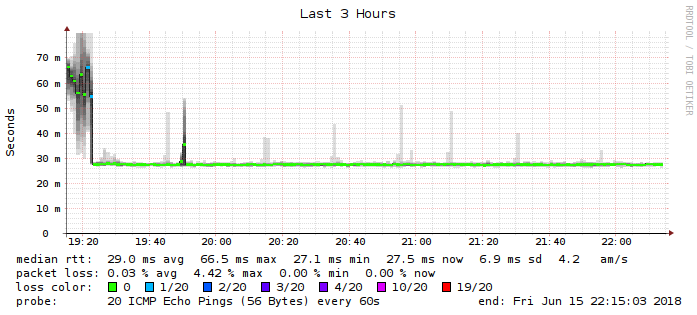 Last 3 Hours
RRDTOOL / TOBI OETIKER
Seconds
70 m
60 m
50 m
40 m
30 m
20 m
10 m
0
19:20 19:40 20:00 20:20 20:40 21:00 21:20 21:40 22:00
median rtt: 29.0 ms avg 66.5 ms max 27.1 ms min 27.5 ms now 6.9 ms sd 4.2 am/s
packet loss: 0.03 % avg 4.42 % max 0.00 % min 0.00 % now
loss color: 0 1/20 2/20 3/20 4/20 10/20 19/20
probe: 20 ICMP Echo Pings (56 Bytes) every 60s end: Fri Jun 15 22:15:03 2018